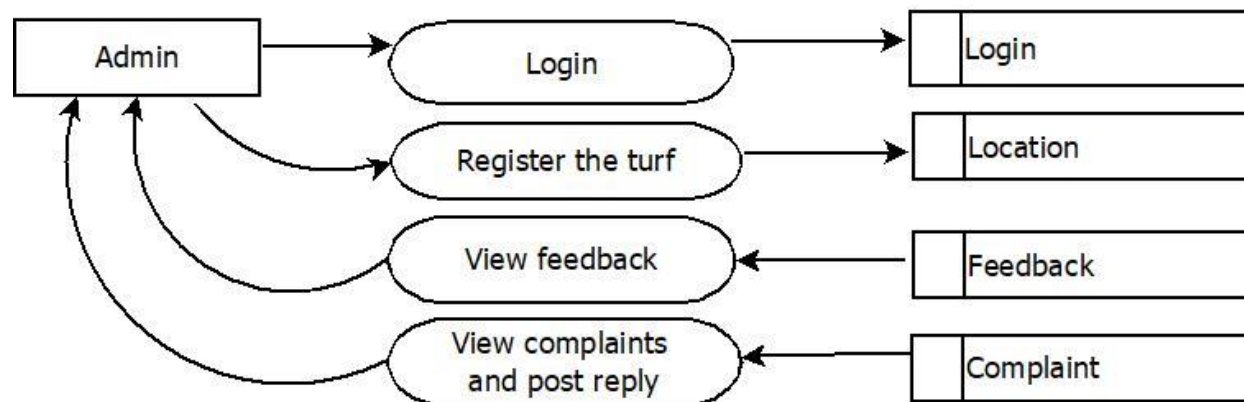 Admin
Login
Login
Register the turf
Location
View feedback
Feedback
View complaints
and post reply
Complaint